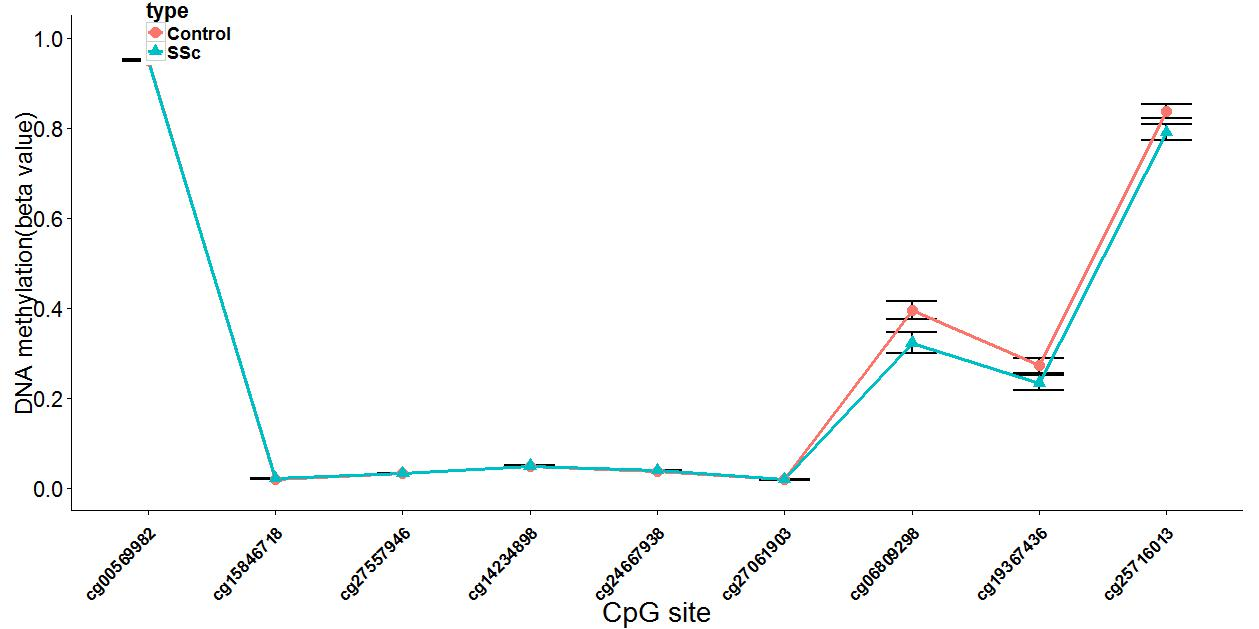 type
Control
SSc
DNA methylation(beta value)
1.0
0.8
0.6
0.4
0.2
0.0
cg00569982
cg15846718
cg27557946
cg14234898
cg24667938
cg27061903
cg06809298
cg19367436
cg25716013
CpG site